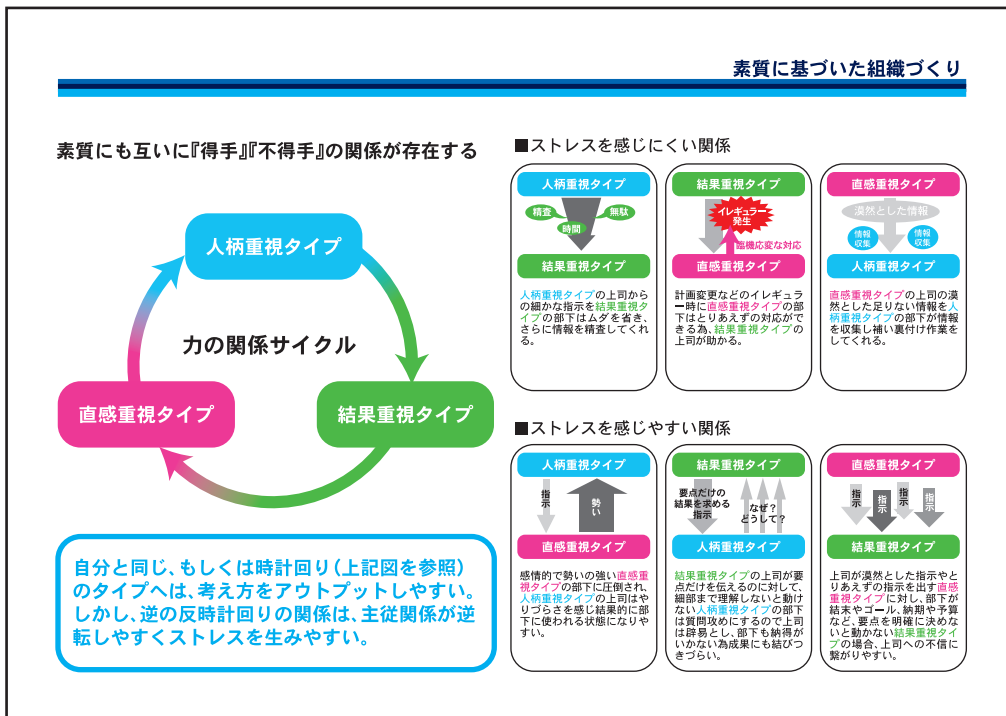 素質に基づいた組織づくり
素質にも互いに『得手』『不得手』の関係が存在する
人柄重視タイプ
力の関係サイクル
直感重視タイプ
結果重視タイプ
自分と同じ、もしくは時計回り（上記図を参照）
のタイプへは、考え方をアウトプットしやすい。
しかし、逆の反時計回りの関係は、主従関係が逆
転しやすくストレスを生みやすい。
■ストレスを感じにくい関係
人柄重視タイプ
精査
無駄
時間
結果重視タイプ
人柄重視タイプの上司から
の細かな指示を結果重視タ
イプの部下はムダを省き、
さらに情報を精査してくれ
る。
結果重視タイプ
イレギュラー
発生
臨機応変な対応
直感重視タイプ
計画変更などのイレギュラ
ー時に直感重視タイプの部
下はとりあえずの対応がで
きる為、結果重視タイプの
上司が助かる。
直感重視タイプ
漠然とした情報
情報
収集
情報
収集
人柄重視タイプ
直感重視タイプの上司の漠
然とした足りない情報を人
柄重視タイプの部下が情報
を収集し補い裏付け作業を
してくれる。
■ストレスを感じやすい関係
人柄重視タイプ
指示
勢い
直感重視タイプ
感情的で勢いの強い直感重
視タイプの部下に圧倒され、
人柄重視タイプの上司はや
りづらさを感じ結果的に部
下に使われる状態になりや
すい。
結果重視タイプ
要点だけの
結果を求める
指示
なぜ？
どうして？
人柄重視タイプ
結果重視タイプの上司が要
点だけを伝えるのに対して、
細部まで理解しないと動け
ない人柄重視タイプの部下
は質問攻めにするので上司
は辟易とし、部下も納得が
いかない為成果にも結びつ
きづらい。
直感重視タイプ
指示
指示
指示
指示
結果重視タイプ
上司が漠然とした指示やと
りあえずの指示を出す直感
重視タイプに対し、部下が
結末やゴール、納期や予算
など、要点を明確に決めな
いと動かない結果重視タイ
プの場合、上司への不信に
繋がりやすい。